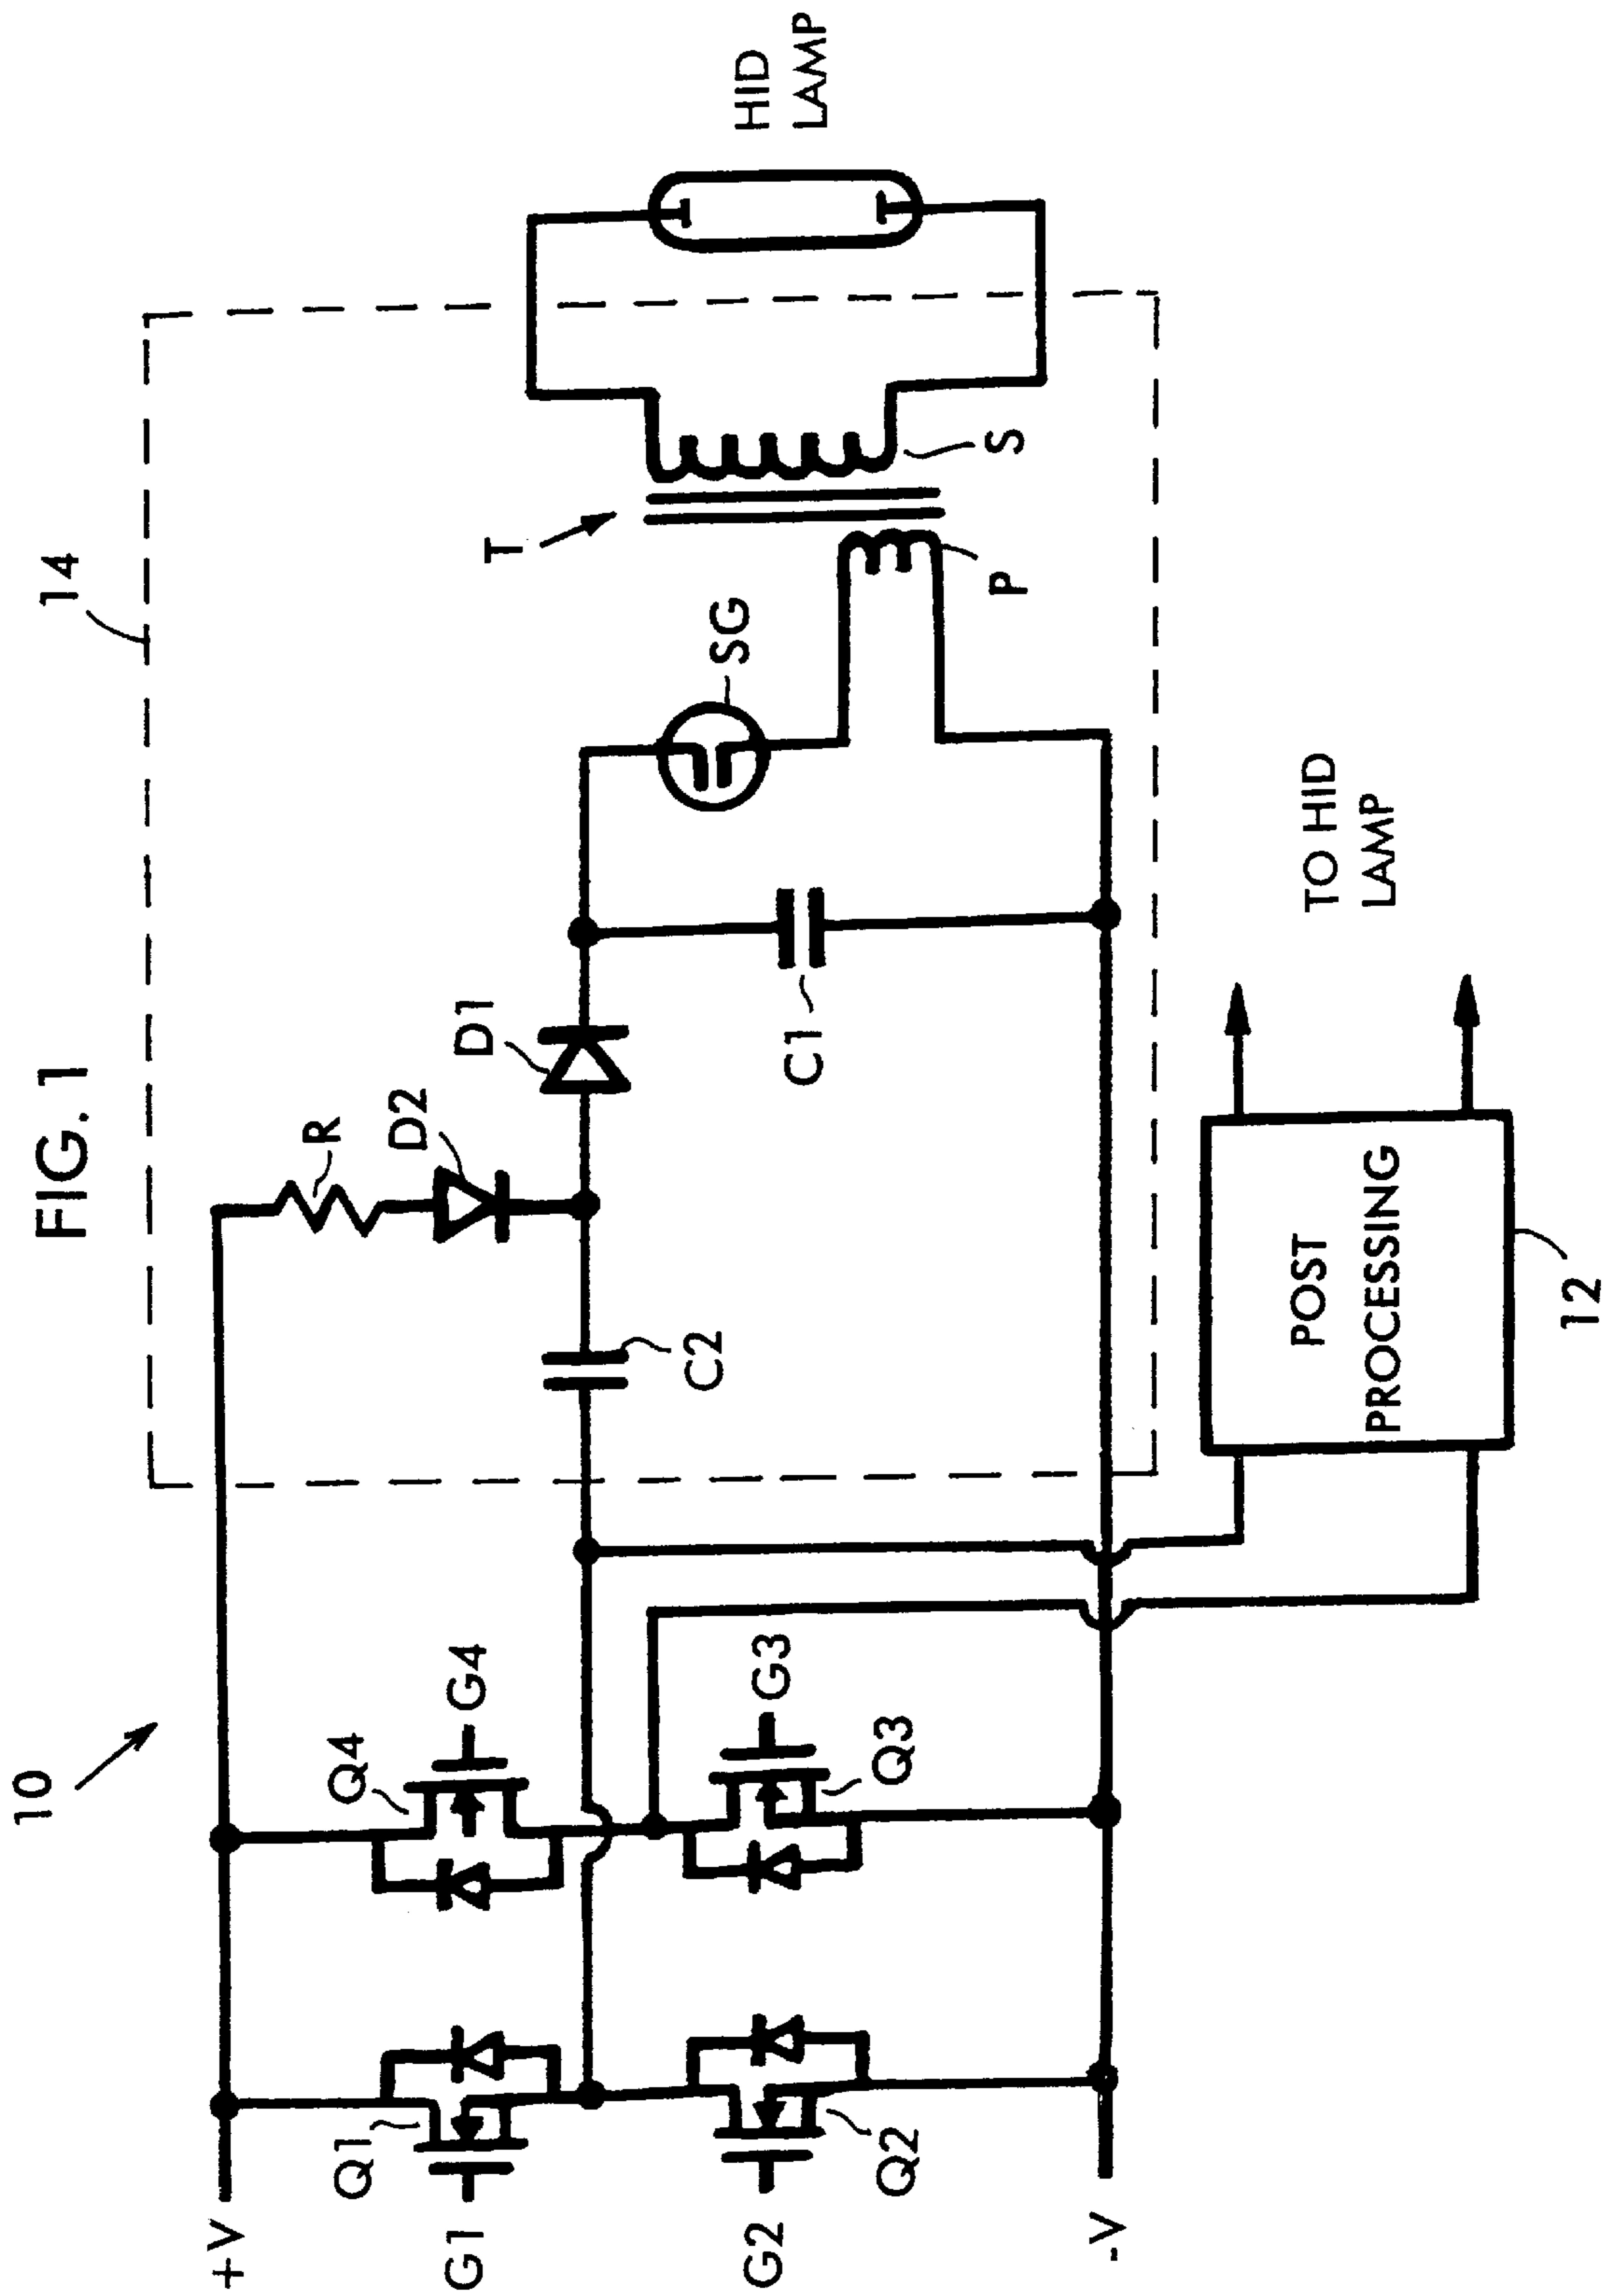 FIG. 1
10
14
+V
-V
Q1
G1
Q2
G2
Q4
G4
Q3
G3
R
D2
D1
C2
C1
SG
T
P
S
HID
LAMP
POST
PROCESSING
12
TO HID
LAMP